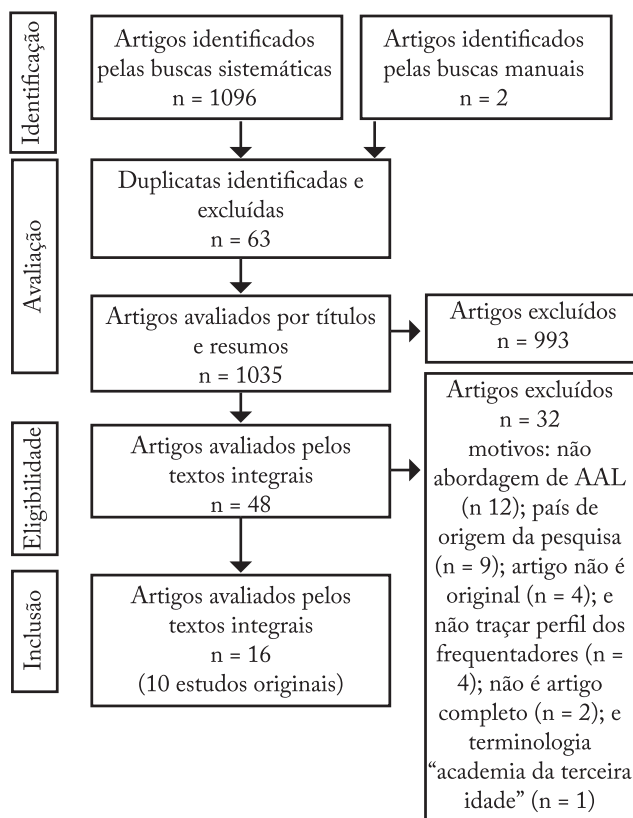 Identificação
Artigos identificados
pelas buscas sistemáticas
n = 1096
Artigos identificados
pelas buscas manuais
n = 2
Avaliação
Duplicatas identificadas e
excluídas
n = 63
Artigos avaliados por títulos
e resumos
n = 1035
Artigos excluídos
n = 993
Eligibilidade
Artigos avaliados pelos
textos integrais
n = 48
Artigos excluídos
n = 32
motivos: não
abordagem de AAL
(n 12); país de
origem da pesquisa
(n = 9); artigo não é
original (n = 4); e
não traçar perfil dos
frequentadores (n =
4); não é artigo
completo (n = 2); e
terminologia
“academia da terceira
idade” (n = 1)
Inclusão
Artigos avaliados pelos
textos integrais
n = 16
(10 estudos originais)